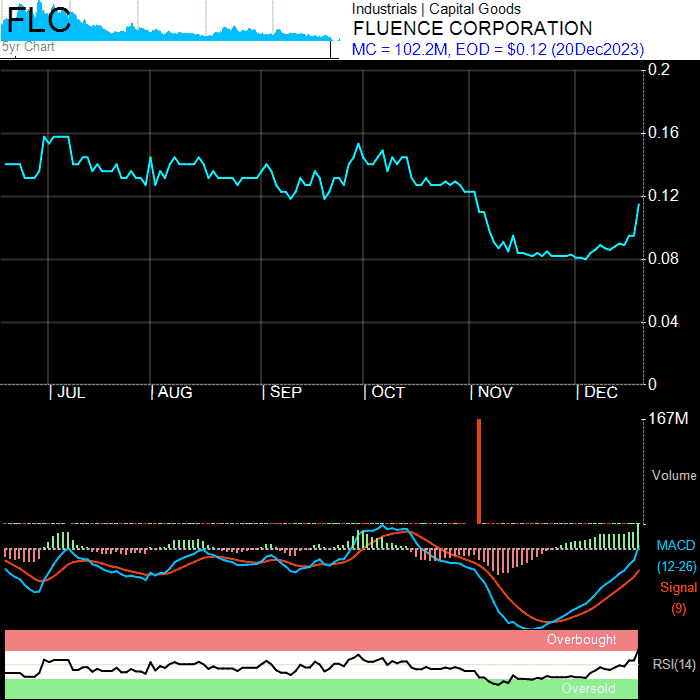 FLC
5yr Chart
Industrials | Capital Goods
FLUENCE CORPORATION
MC = 102.2M, EOD = $0.12 (20Dec2023)
0.2
0.16
0.12
0.08
0.04
0
| JUL | AUG | SEP | OCT | NOV | DEC
167M
Volume
MACD
(12-26)
Signal
(9)
Overbought
RSI(14)
Oversold